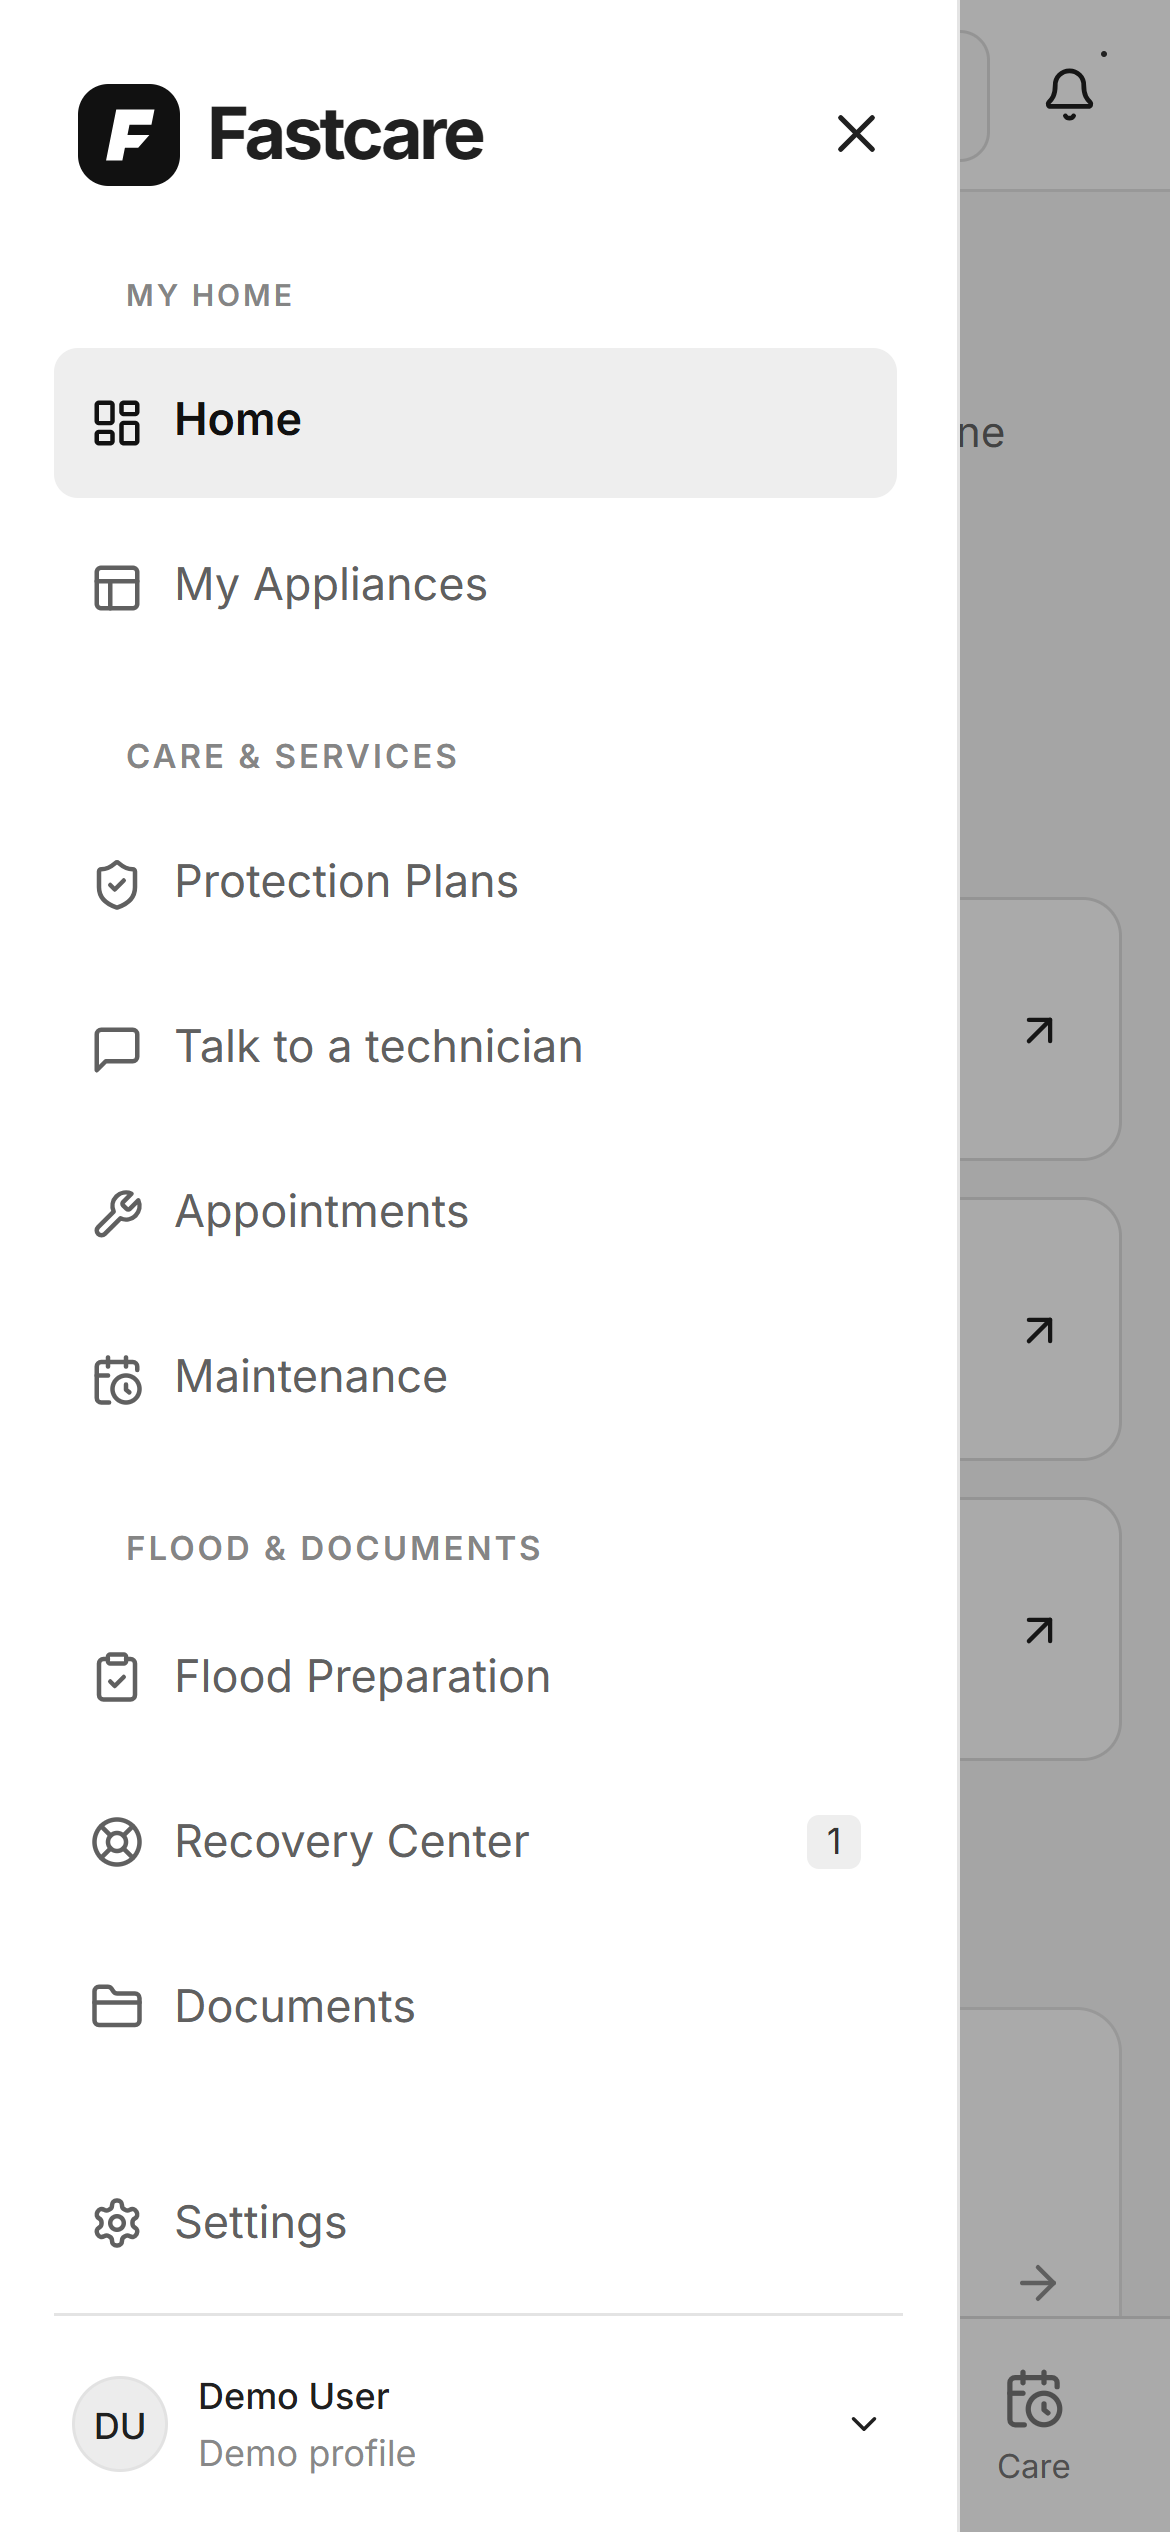 Fastcare
MY HOME
Home
My Appliances
CARE & SERVICES
Protection Plans
Talk to a technician
Appointments
Maintenance
FLOOD & DOCUMENTS
Flood Preparation
Recovery Center 1
Documents
Settings
DU
Demo User
Demo profile
Care